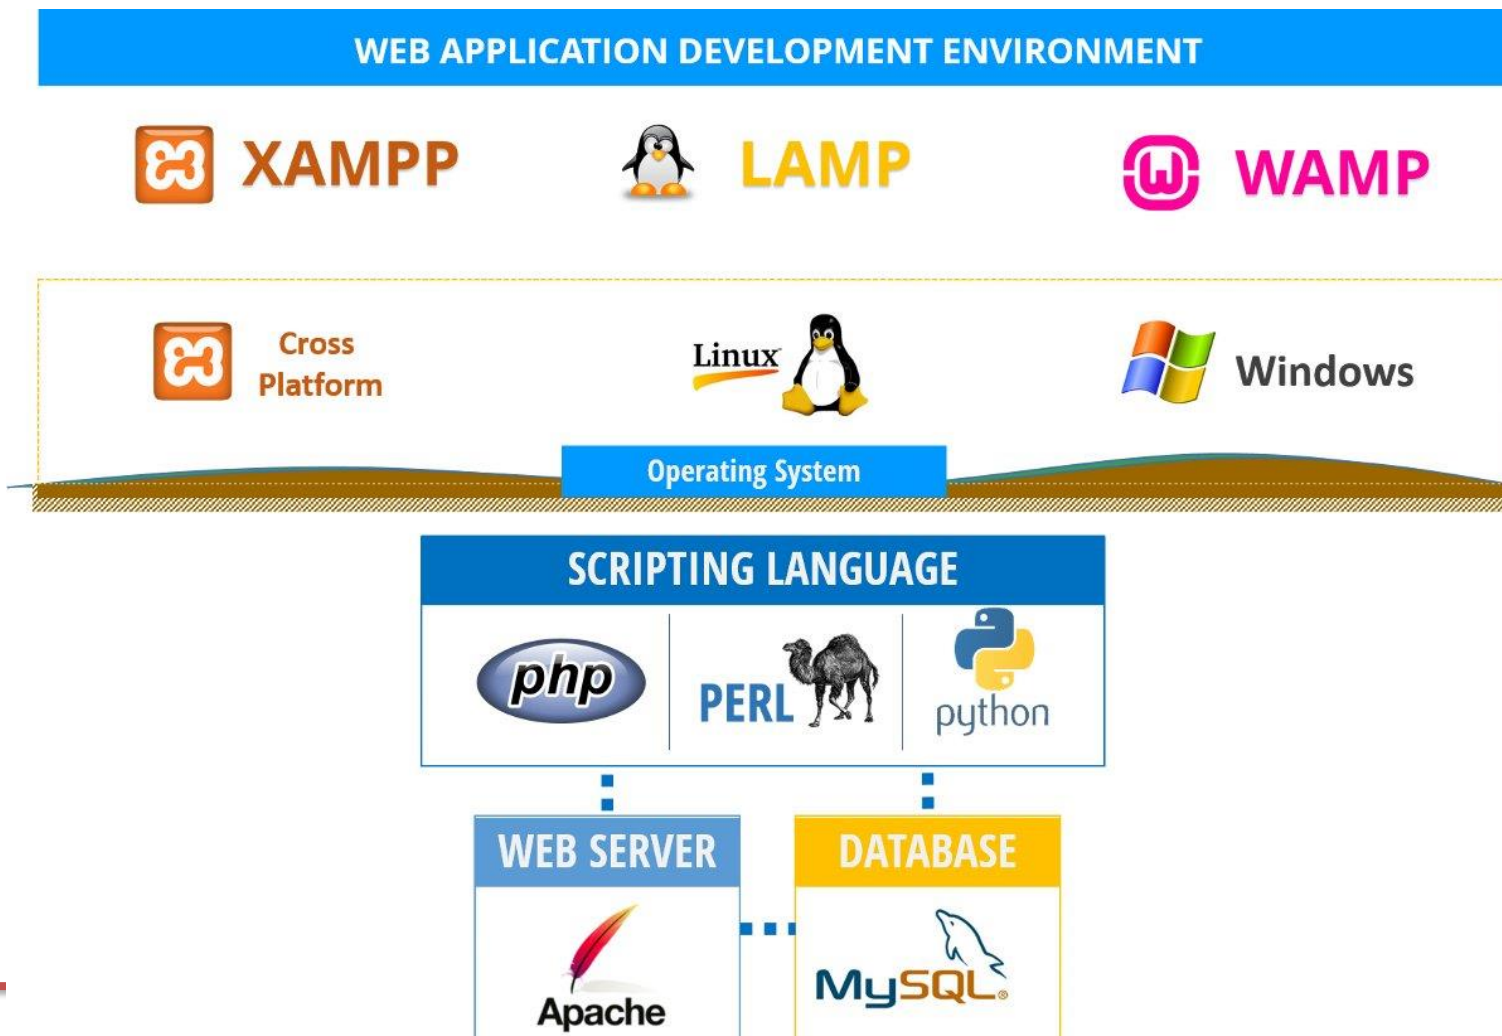 WEB APPLICATION DEVELOPMENT ENVIRONMENT
XAMPP
LAMP
WAMP
Cross
Platform
Linux
Windows
Operating System
SCRIPTING LANGUAGE
php
PERL
python
WEB SERVER
DATABASE
Apache
MySQL®